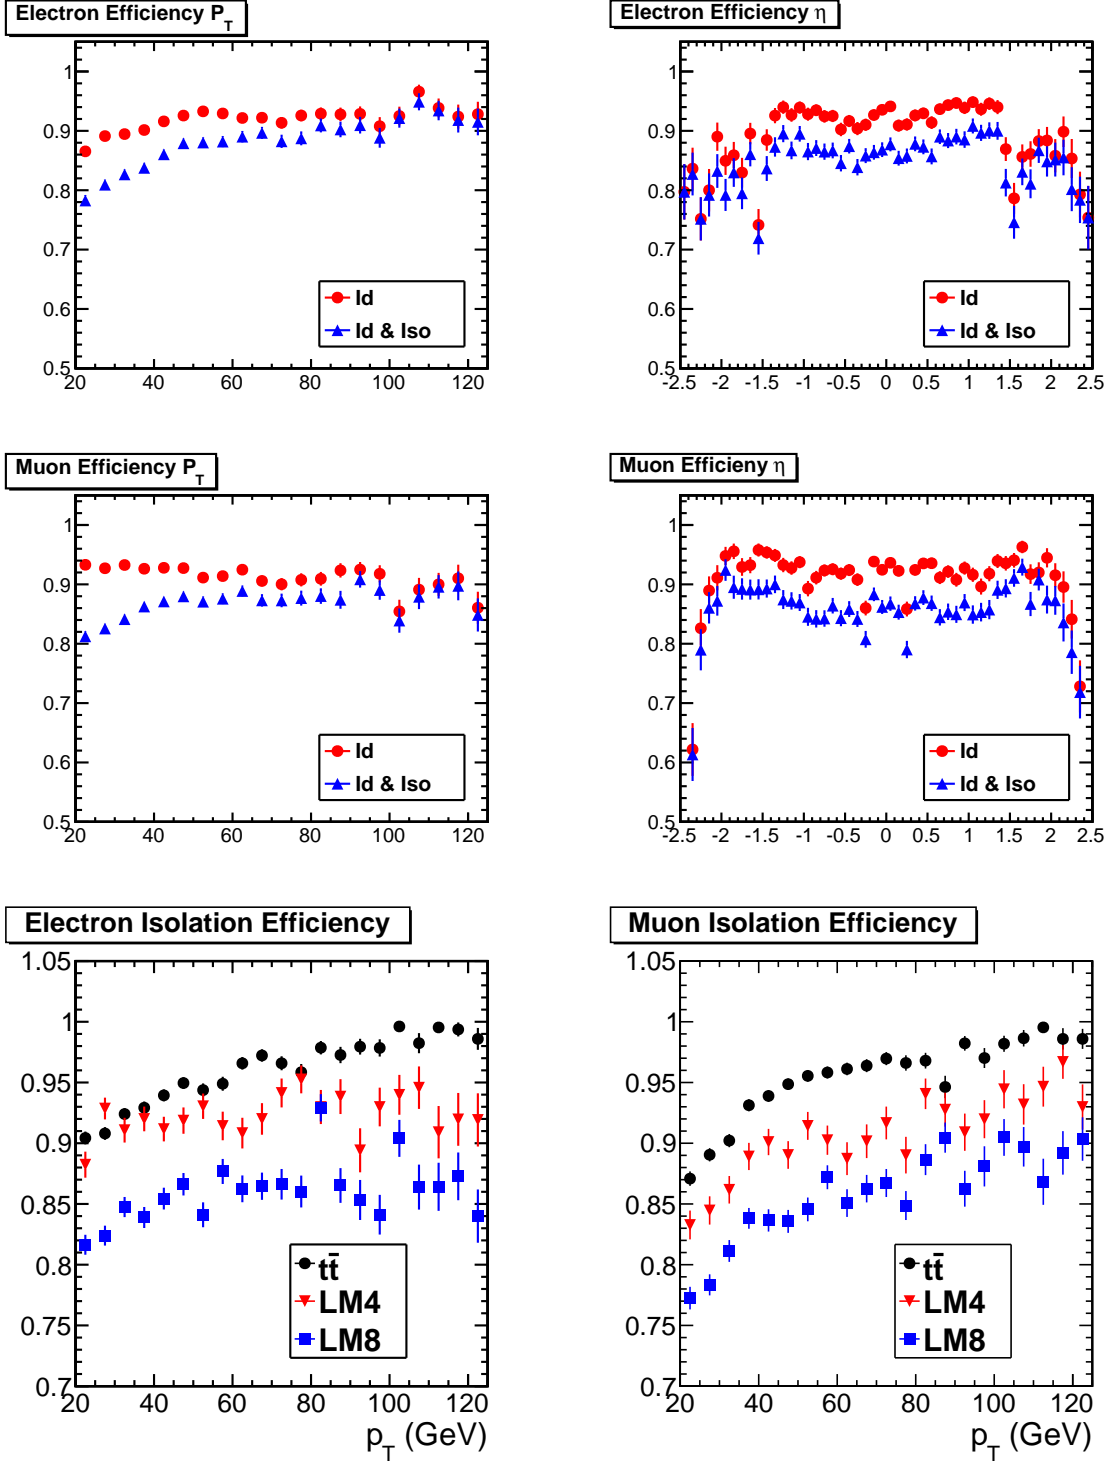 Electron Efficiency P_T
1
0.9
0.8
0.7
0.6
0.5
Id
Id & Iso
20 40 60 80 100 120
Electron Efficiency η
1
0.9
0.8
0.7
0.6
0.5
Id
Id & Iso
-2.5 -2 -1.5 -1 -0.5 0 0.5 1 1.5 2 2.5
Muon Efficiency P_T
1
0.9
0.8
0.7
0.6
0.5
Id
Id & Iso
20 40 60 80 100 120
Muon Efficieny η
1
0.9
0.8
0.7
0.6
0.5
Id
Id & Iso
-2.5 -2 -1.5 -1 -0.5 0 0.5 1 1.5 2 2.5
Electron Isolation Efficiency
1.05
1
0.95
0.9
0.85
0.8
0.75
0.7
tt̄
LM4
LM8
20 40 60 80 100 120
p_T (GeV)
Muon Isolation Efficiency
1.05
1
0.95
0.9
0.85
0.8
0.75
0.7
tt̄
LM4
LM8
20 40 60 80 100 120
p_T (GeV)